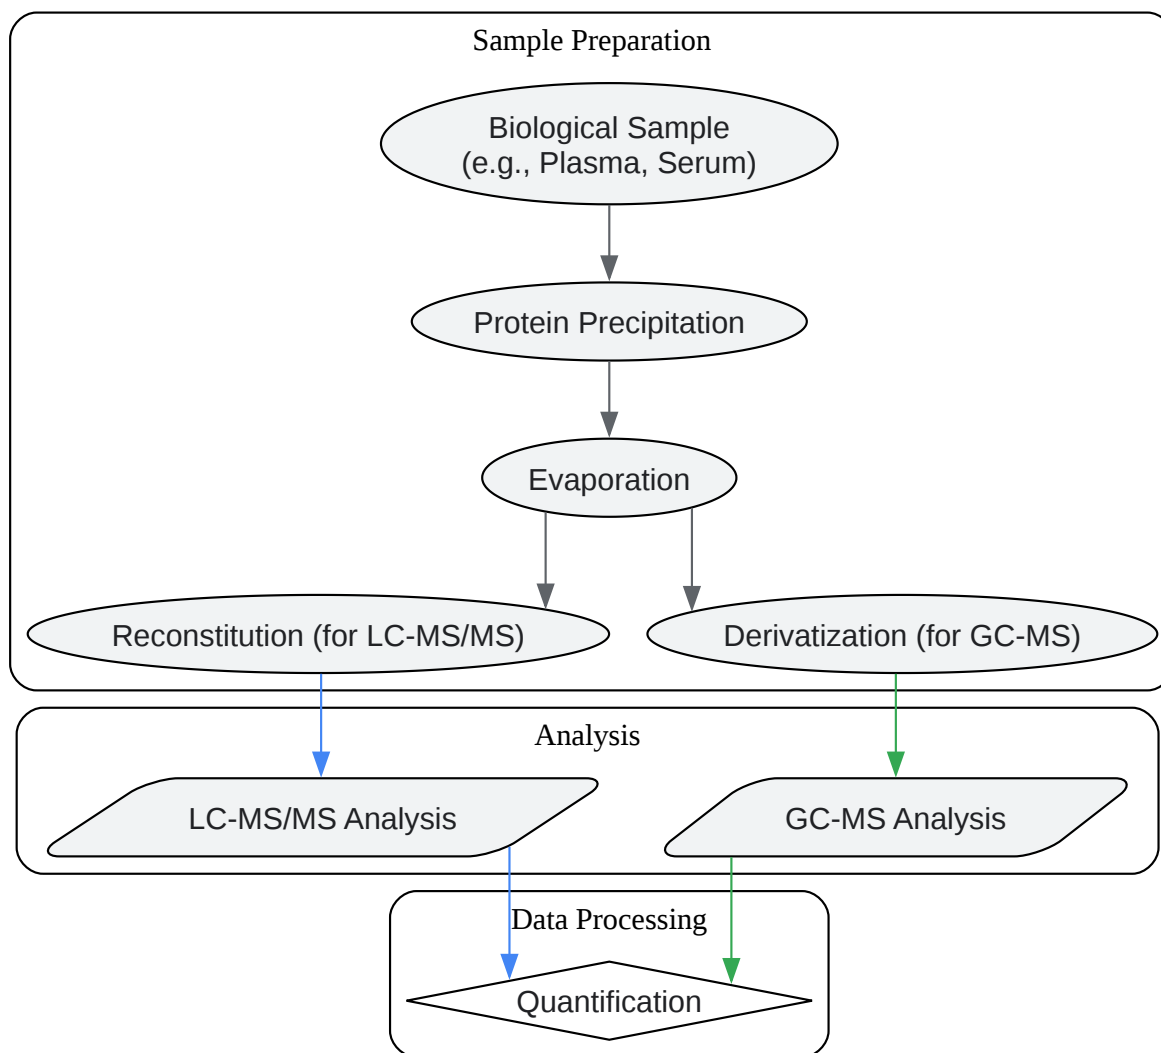 Sample Preparation
Biological Sample
(e.g., Plasma, Serum)
Protein Precipitation
Evaporation
Reconstitution (for LC-MS/MS)
Derivatization (for GC-MS)
Analysis
LC-MS/MS Analysis
GC-MS Analysis
Data Processing
Quantification